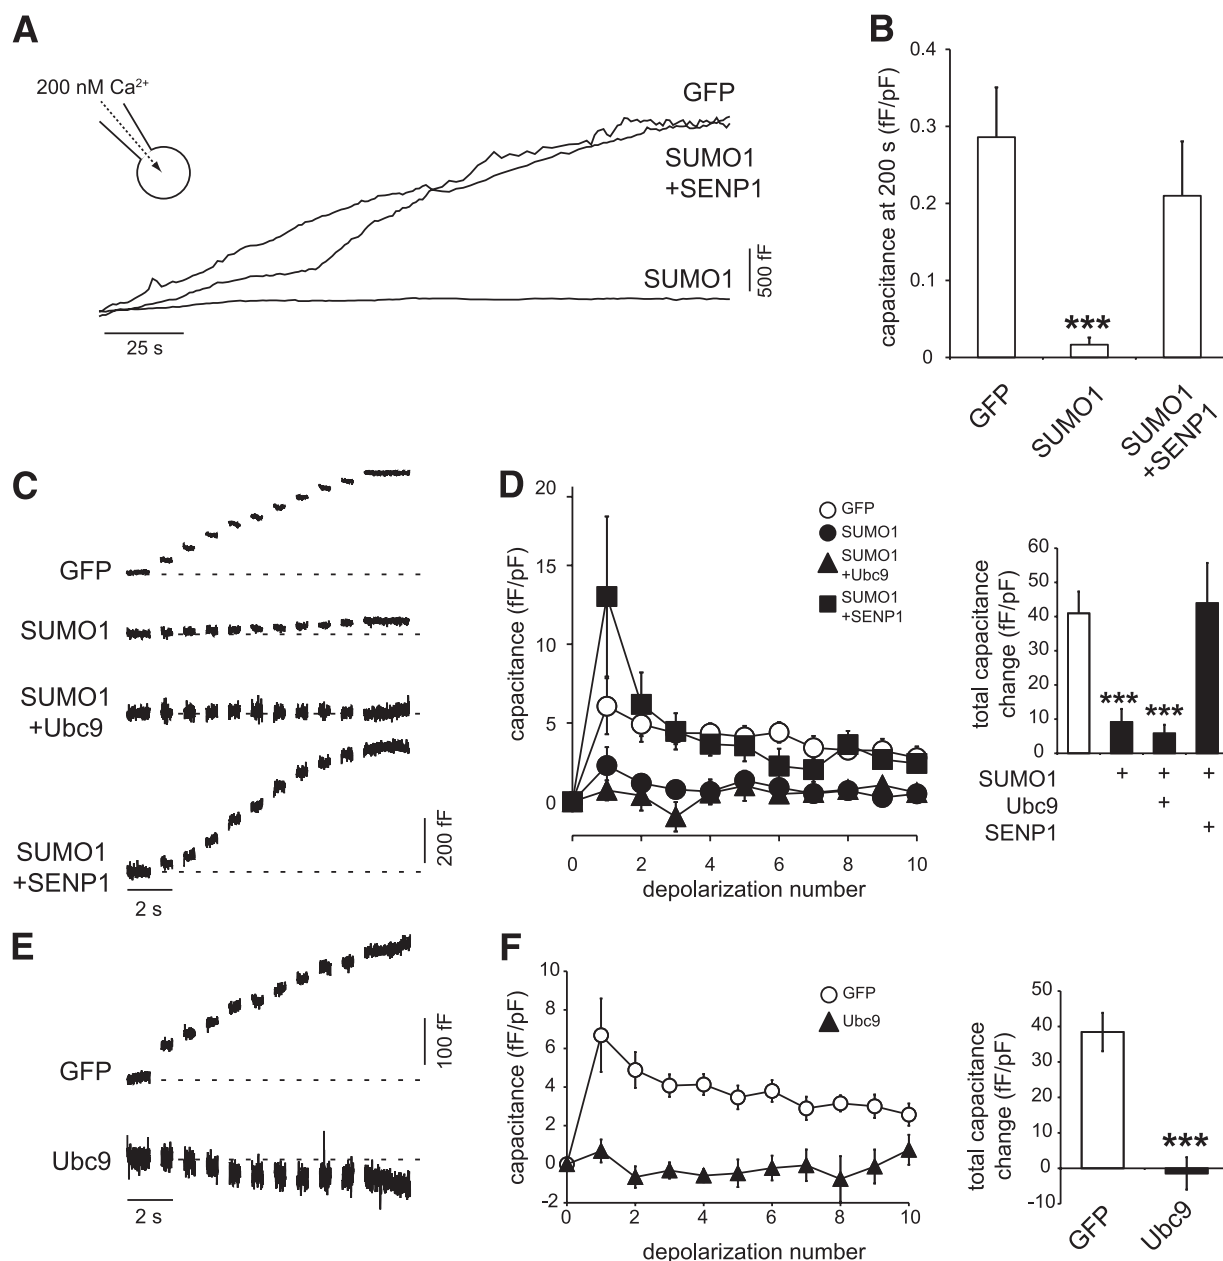 A
200 nM Ca²⁺
GFP
SUMO1
+SENP1
SUMO1
500 fF
25 s
B
capacitance at 200 s (fF/pF)
0.4
0.3
0.2
0.1
0
***
GFP
SUMO1
SUMO1
+SENP1
C
GFP
SUMO1
SUMO1
+Ubc9
SUMO1
+SENP1
200 fF
2 s
D
capacitance (fF/pF)
20
15
10
5
0
0 2 4 6 8 10
depolarization number
GFP
SUMO1
SUMO1
+Ubc9
SUMO1
+SENP1
total capacitance
change (fF/pF)
60
50
40
30
20
10
0
*** ***
SUMO1 + + +
Ubc9 +
SENP1 +
E
GFP
Ubc9
100 fF
2 s
F
capacitance (fF/pF)
10
8
6
4
2
0
-2
0 2 4 6 8 10
depolarization number
GFP
Ubc9
total capacitance
change (fF/pF)
50
40
30
20
10
0
-10
***
GFP
Ubc9